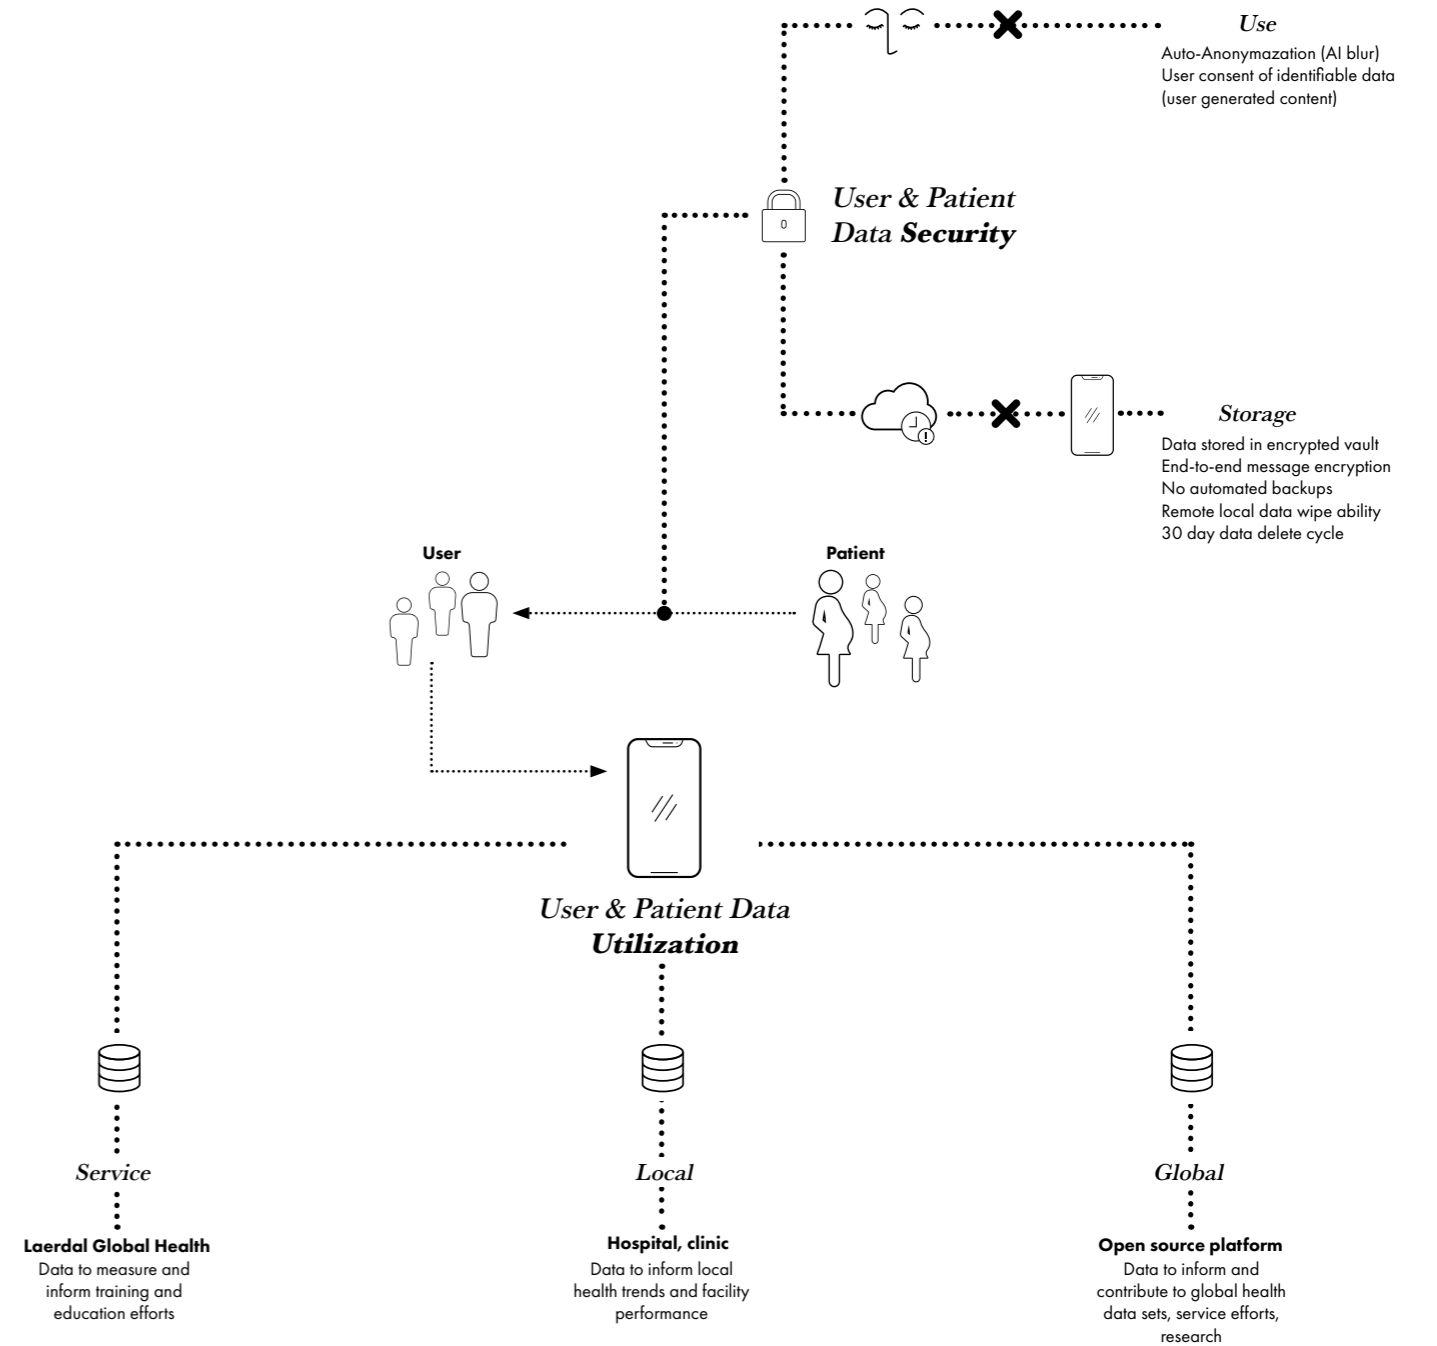 Use
Auto-Anonymazation (AI blur)
User consent of identifiable data
(user generated content)
User & Patient
Data Security
Storage
Data stored in encrypted vault
End-to-end message encryption
No automated backups
Remote local data wipe ability
30 day data delete cycle
User
Patient
User & Patient Data
Utilization
Service
Laerdal Global Health
Data to measure and
inform training and
education efforts
Local
Hospital, clinic
Data to inform local
health trends and facility
performance
Global
Open source platform
Data to inform and
contribute to global health
data sets, service efforts,
research